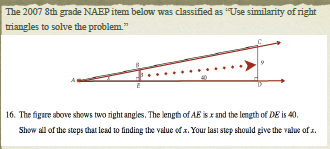 The 2007 8th grade NAEP item below was classified as "Use similarity of right
triangles to solve the problem."
C
B
9
3
A
40
E
D
16. The figure above shows two right angles. The length of AE is x and the length of DE is 40.
Show all of the steps that lead to finding the value of x. Your last step should give the value of x.